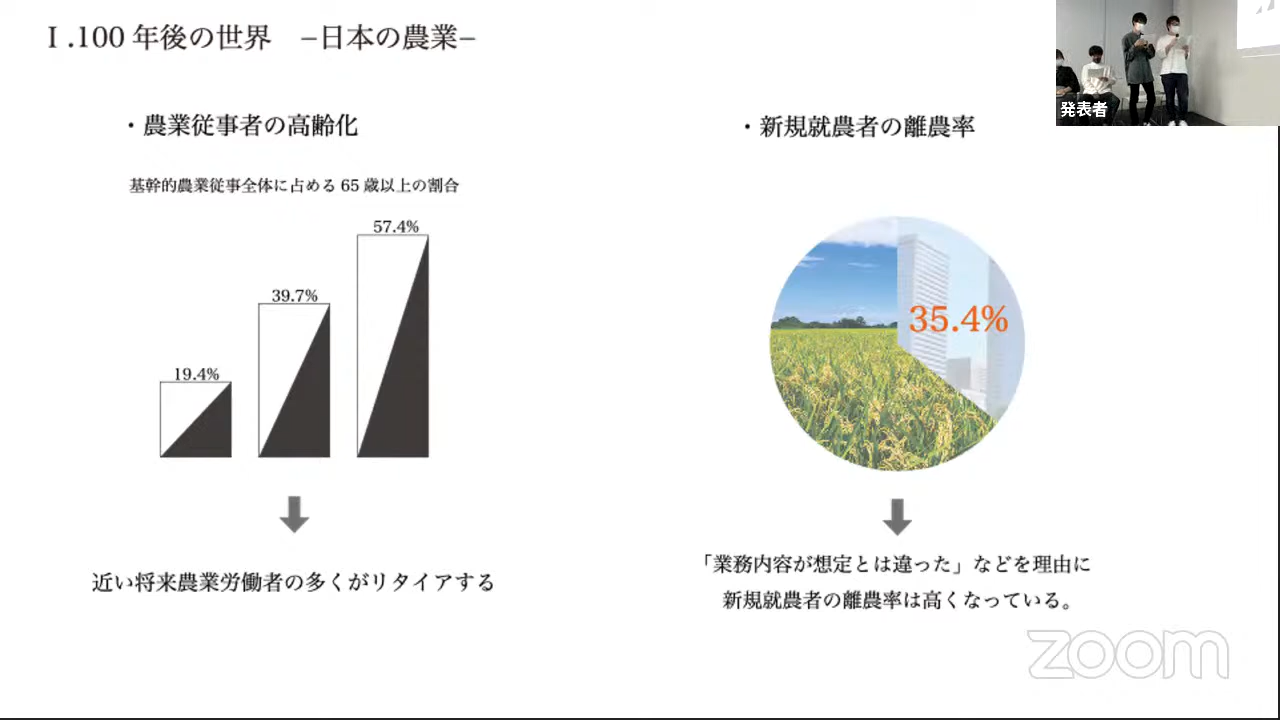 Ⅰ.100 年後の世界　–日本の農業–
発表者
・農業従事者の高齢化
基幹的農業従事全体に占める 65 歳以上の割合
19.4%
39.7%
57.4%
近い将来農業労働者の多くがリタイアする
・新規就農者の離農率
35.4%
「業務内容が想定とは違った」などを理由に
新規就農者の離農率は高くなっている。
zoom